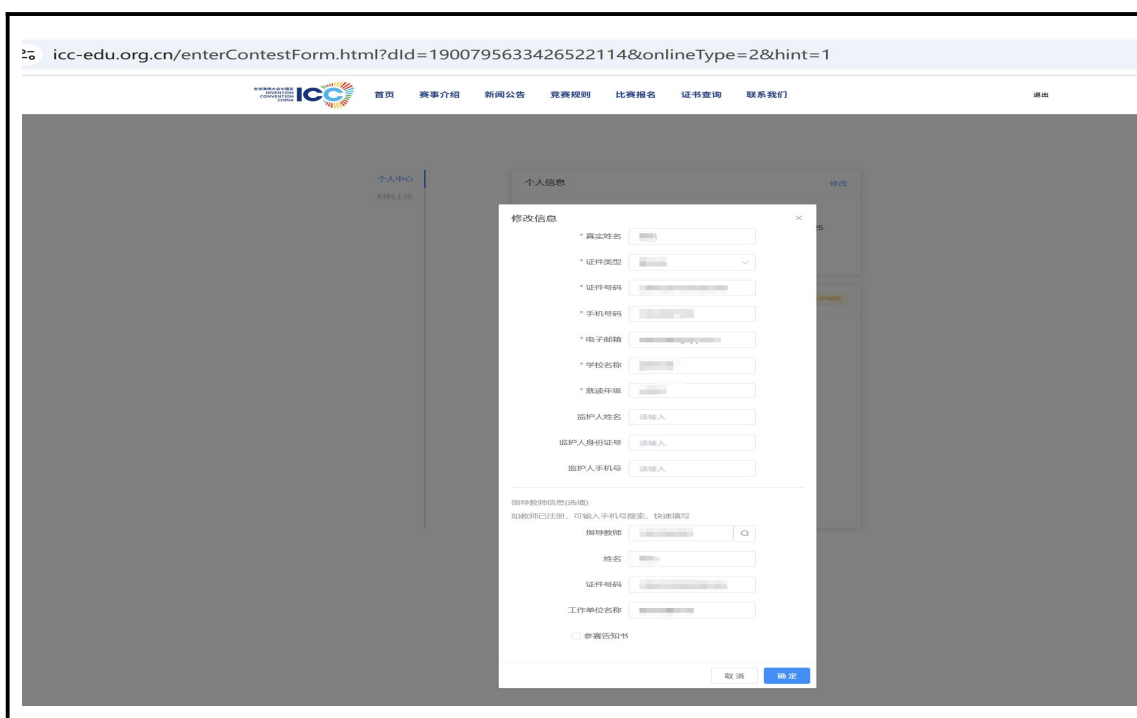 icc-edu.org.cn/enterContestForm.html?dId=1900795633426522114&onlineType=2&hint=1
INVENTION CONVENTION CHINA ICC 首页 赛事介绍 新闻公告 竞赛规则 比赛报名 证书查询 联系我们 退出
个人中心
材料上传
个人信息 修改
修改信息 ×
* 真实姓名
* 证件类型
* 证件号码
* 手机号码
* 电子邮箱
* 学校名称
* 就读年级
监护人姓名 请输入
监护人身份证号 请输入
监护人手机号 请输入
指导教师信息(选填)
如教师已注册，可输入手机号搜索，快速填写
指导教师
姓名
证件号码
工作单位名称
参赛告知书
取消 确定